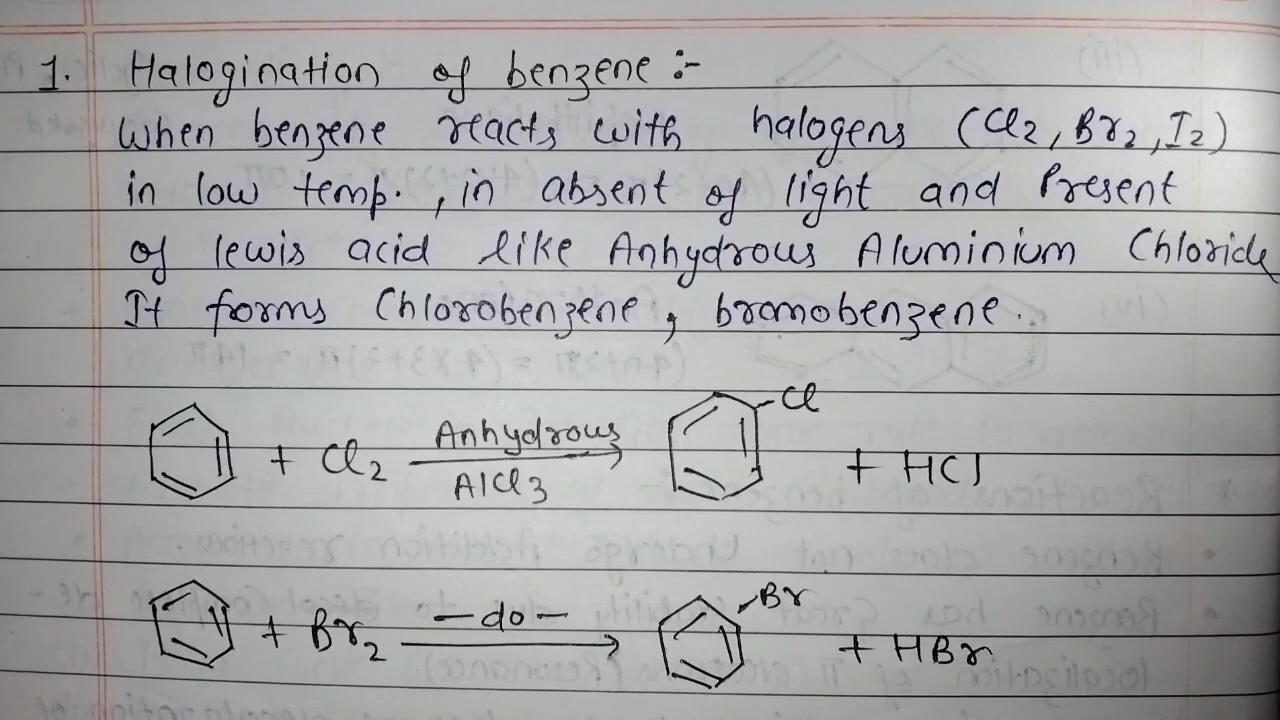 1. Halogination of benzene :-
When benzene reacts with halogens (Cl2, Br2, I2)
in low temp. , in absent of light and Present
of lewis acid like Anhydrous Aluminium Chloride
It forms Chlorobenzene, bromobenzene.
Cl
+ Cl2 Anhydrous AlCl3 + HCl
Br
+ Br2 -do- + HBr